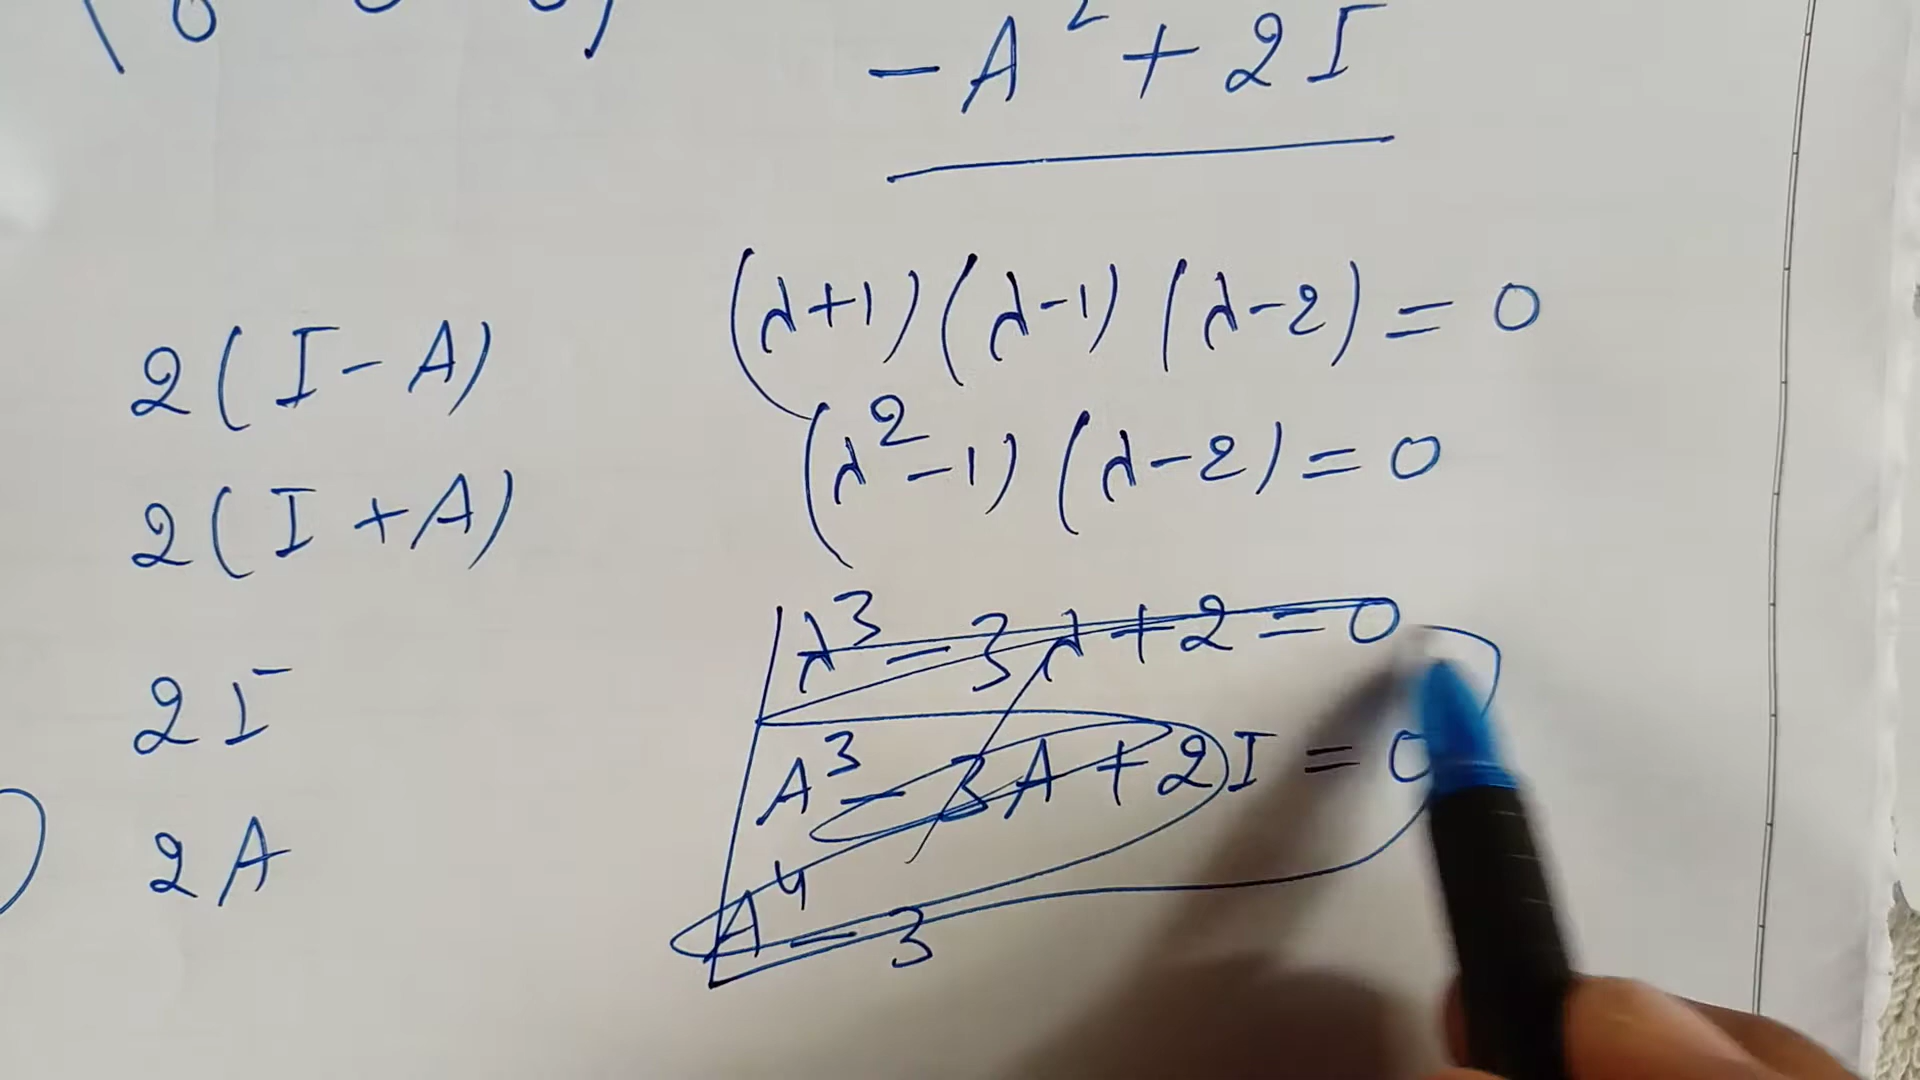 - A² + 2I
(λ+1)(λ-1)(λ-2) = 0
(λ²-1)(λ-2) = 0
2(I - A)
2(I + A)
2I
2A
λ³ - 3λ + 2 = 0
A³ - 3A + 2I = 0
A⁴ - 3